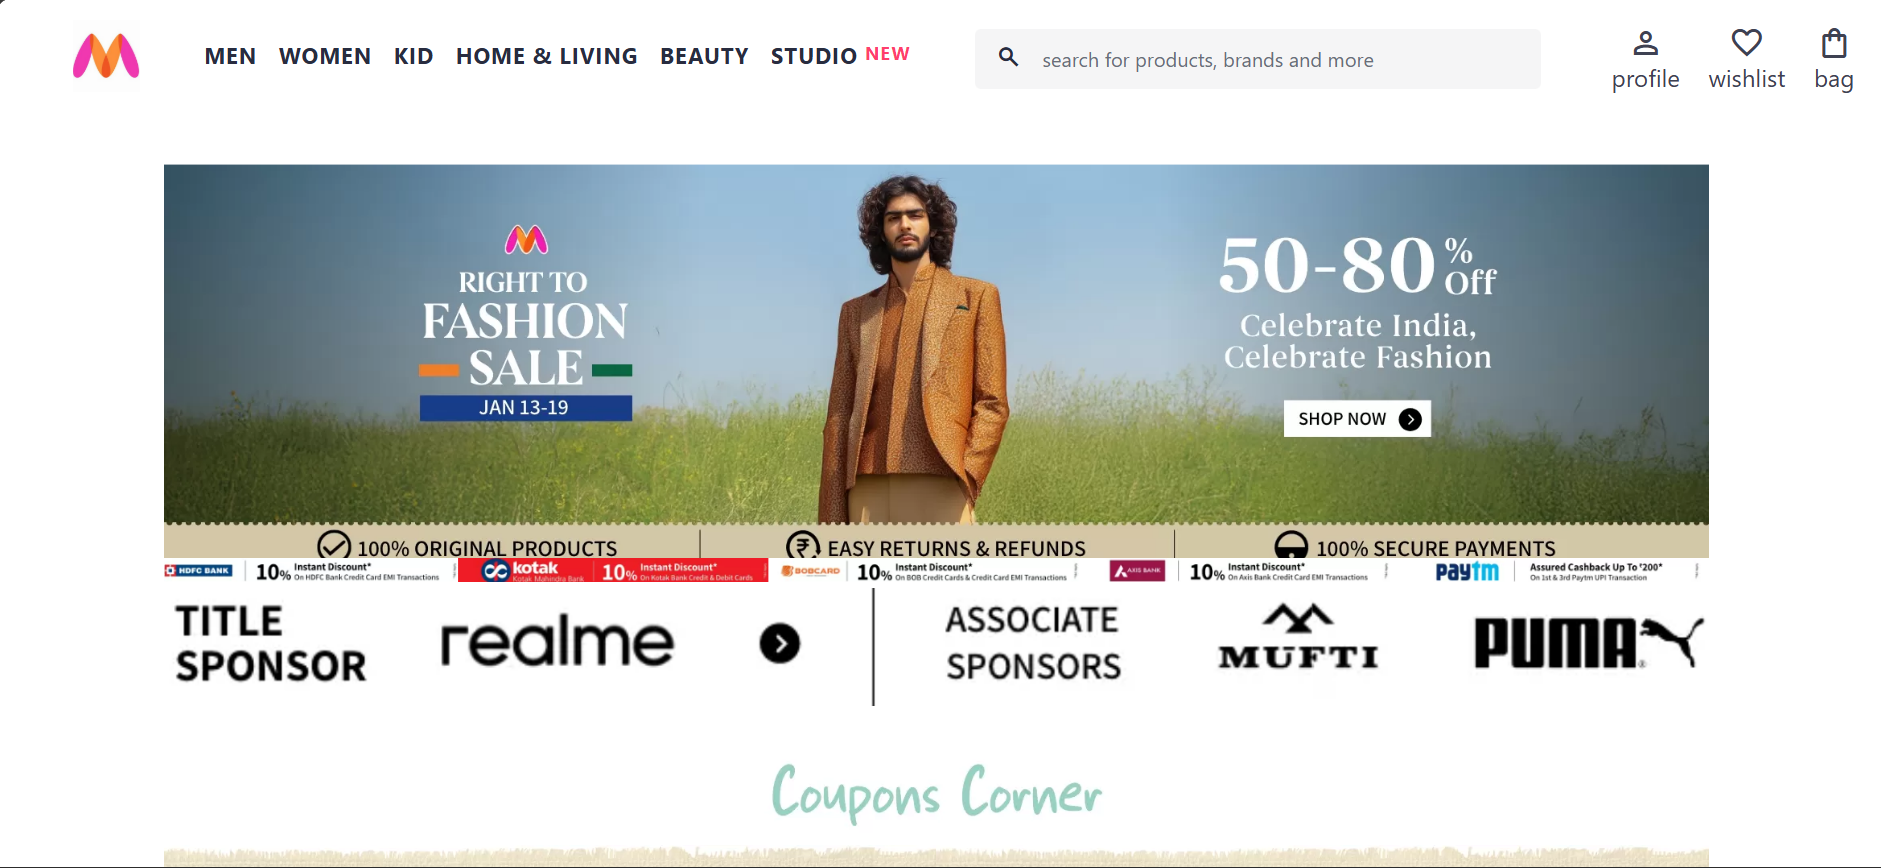 MEN WOMEN KID HOME & LIVING BEAUTY STUDIO NEW
search for products, brands and more
profile wishlist bag
RIGHT TO
FASHION
SALE
JAN 13-19
50-80% Off
Celebrate India,
Celebrate Fashion
SHOP NOW
100% ORIGINAL PRODUCTS
EASY RETURNS & REFUNDS
100% SECURE PAYMENTS
HDFC BANK
10% Instant Discount*
On HDFC Bank Credit Card EMI Transactions
kotak
Kotak Mahindra Bank
10% Instant Discount*
On Kotak Bank Credit & Debit Cards
BOBCARD
10% Instant Discount*
On BOB Credit Cards & Credit Card EMI Transactions
AXIS BANK
10% Instant Discount*
On Axis Bank Credit Card EMI Transactions
paytm
Assured Cashback Up To ₹200*
On 1st & 3rd Paytm UPI Transaction
TITLE
SPONSOR
realme
ASSOCIATE
SPONSORS
MUFTI
PUMA®
Coupons Corner